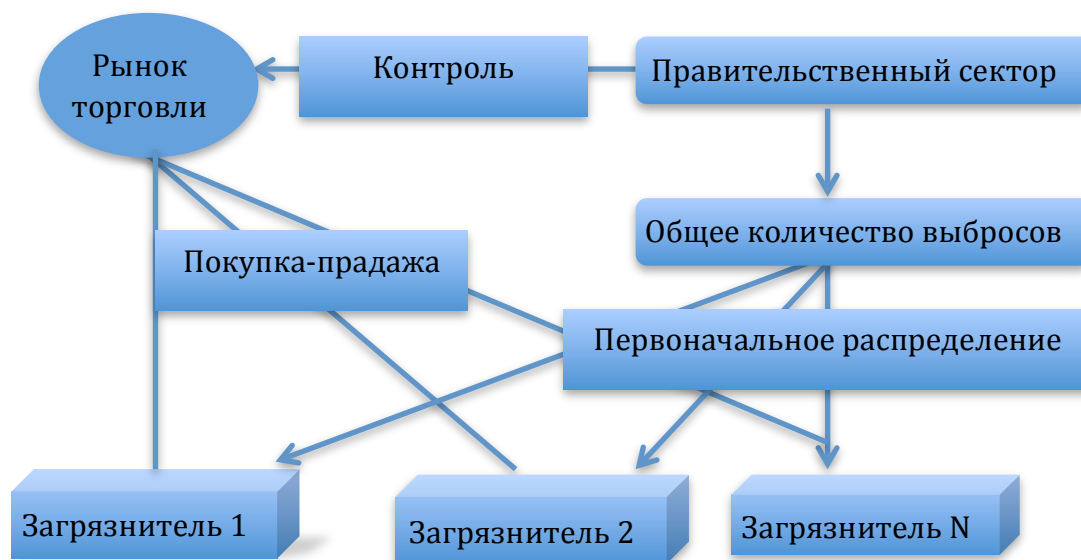 Рынок
торговли
Контроль
Правительственный сектор
Общее количество выбросов
Покупка-прадажа
Первоначальное распределение
Загрязнитель 1
Загрязнитель 2
Загрязнитель N